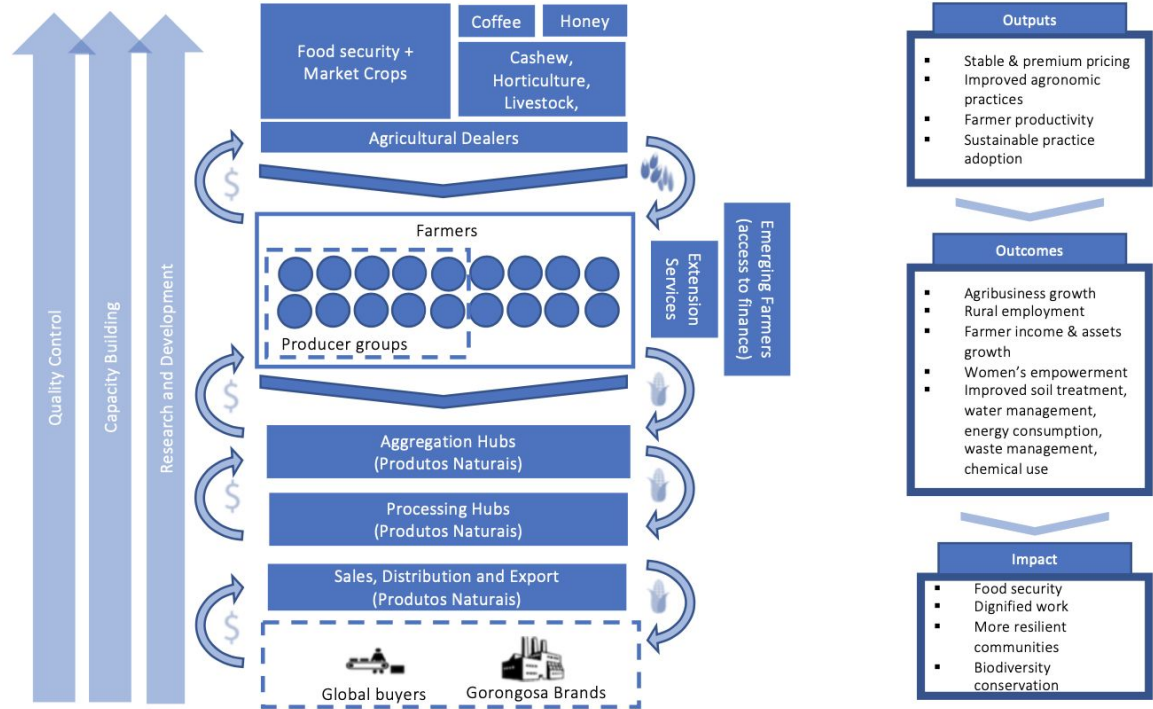 Quality Control
Capacity Building
Research and Development
Food security +
Market Crops
Coffee
Honey
Cashew,
Horticulture,
Livestock,
Agricultural Dealers
$
Farmers
Producer groups
Extension
Services
Emerging Farmers
(access to finance)
$
Aggregation Hubs
(Produtos Naturais)
$
Processing Hubs
(Produtos Naturais)
Sales, Distribution and Export
(Produtos Naturais)
$
Global buyers
Gorongosa Brands
Outputs
▪ Stable & premium pricing
▪ Improved agronomic
practices
▪ Farmer productivity
▪ Sustainable practice
adoption
Outcomes
▪ Agribusiness growth
▪ Rural employment
▪ Farmer income & assets
growth
▪ Women’s empowerment
▪ Improved soil treatment,
water management,
energy consumption,
waste management,
chemical use
Impact
▪ Food security
▪ Dignified work
▪ More resilient
communities
▪ Biodiversity
conservation